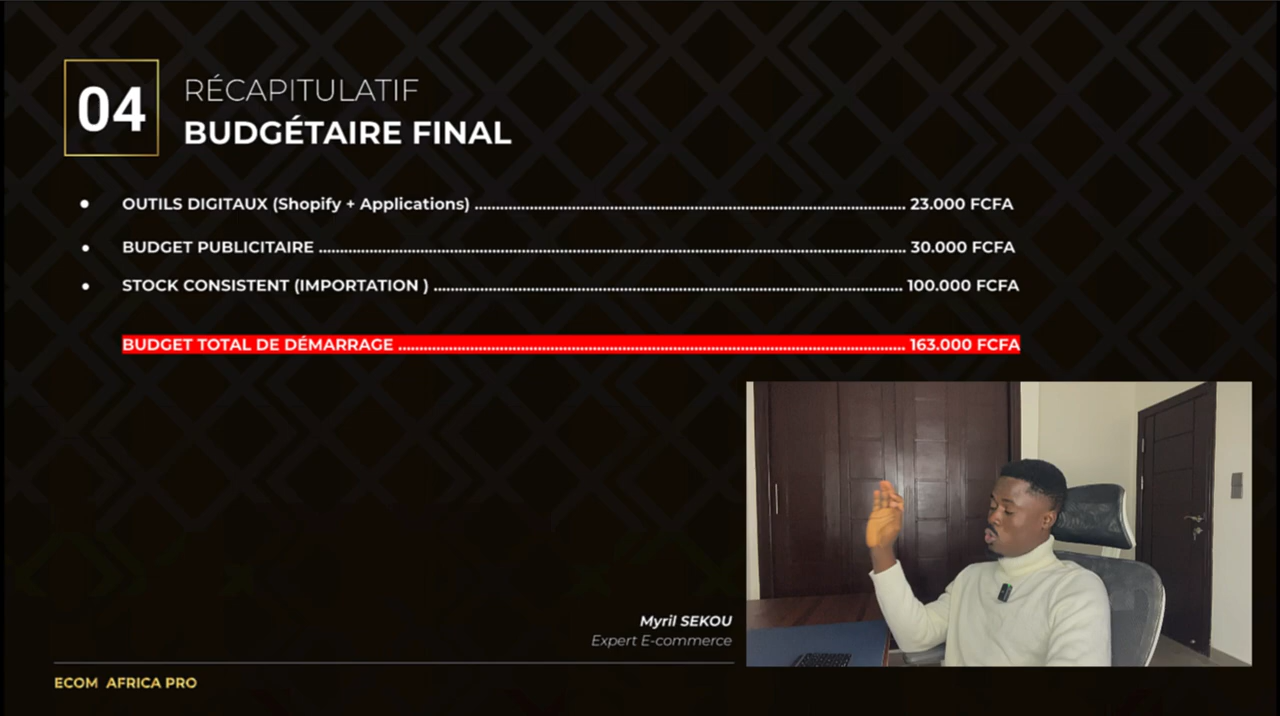 04
RÉCAPITULATIF
BUDGÉTAIRE FINAL
• OUTILS DIGITAUX (Shopify + Applications) ........................................................................................................ 23.000 FCFA
• BUDGET PUBLICITAIRE ............................................................................................................................................... 30.000 FCFA
• STOCK CONSISTENT (IMPORTATION ) .................................................................................................................. 100.000 FCFA
BUDGET TOTAL DE DÉMARRAGE ........................................................................................................................... 163.000 FCFA
Myril SEKOU
Expert E-commerce
ECOM AFRICA PRO